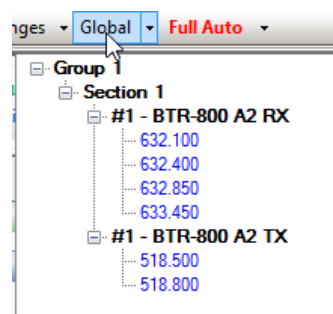 nges Global Full Auto
Group 1
Section 1
#1 - BTR-800 A2 RX
632.100
632.400
632.850
633.450
#1 - BTR-800 A2 TX
518.500
518.800